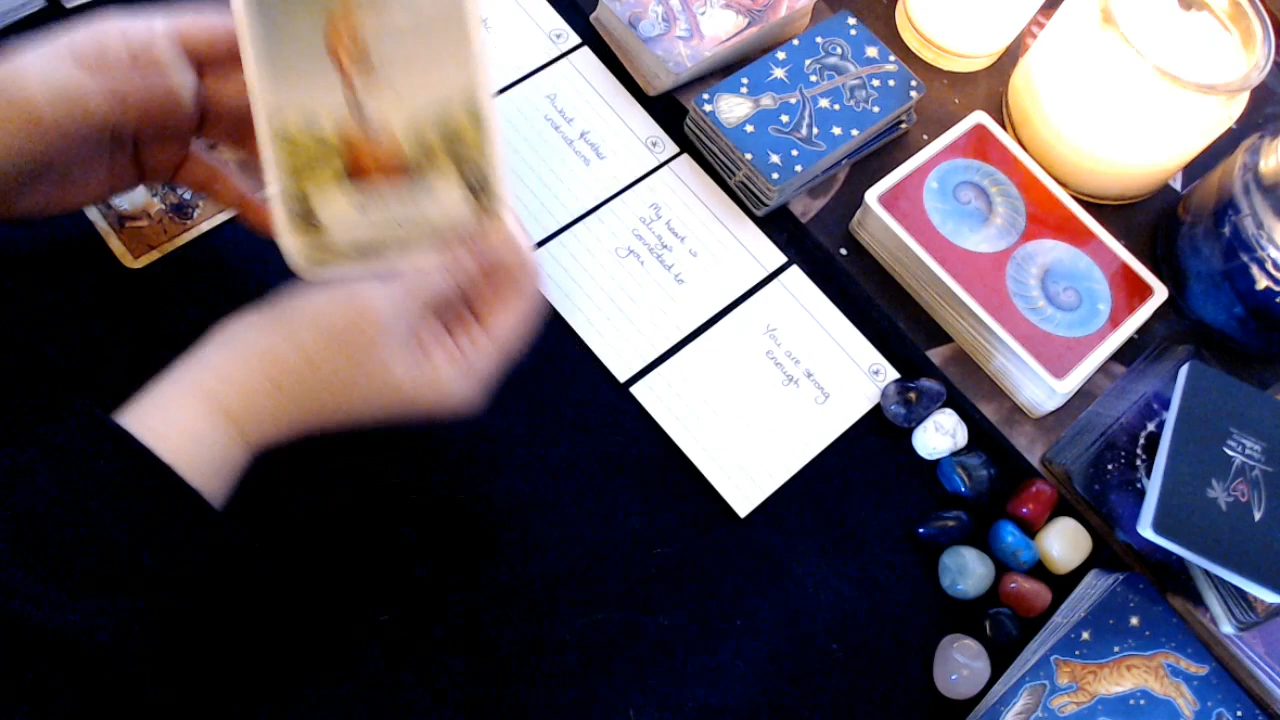 Await further
instructions
My heart is
always
connected to
you
You are strong
enough